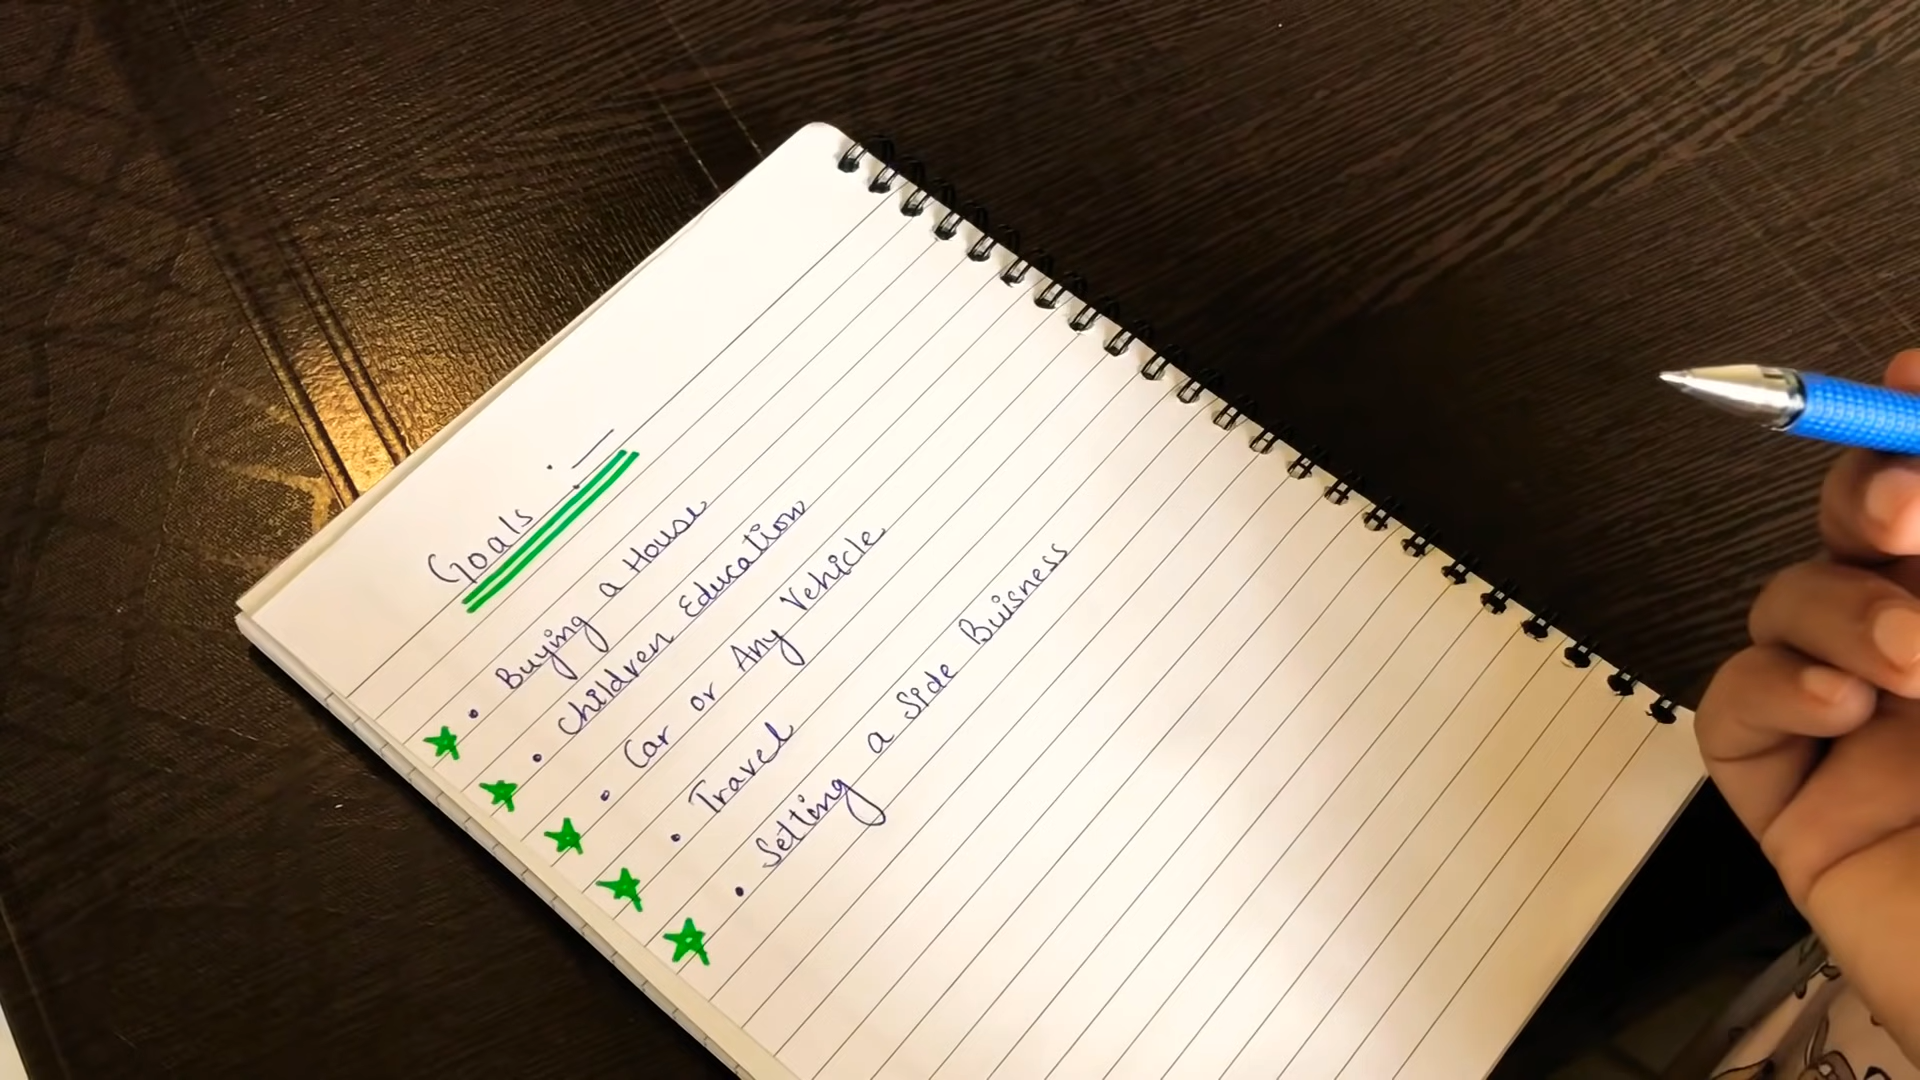 Goals :-
• Buying a House
• Children Education
• Car or Any Vehicle
• Travel
• Setting a Side Buisness